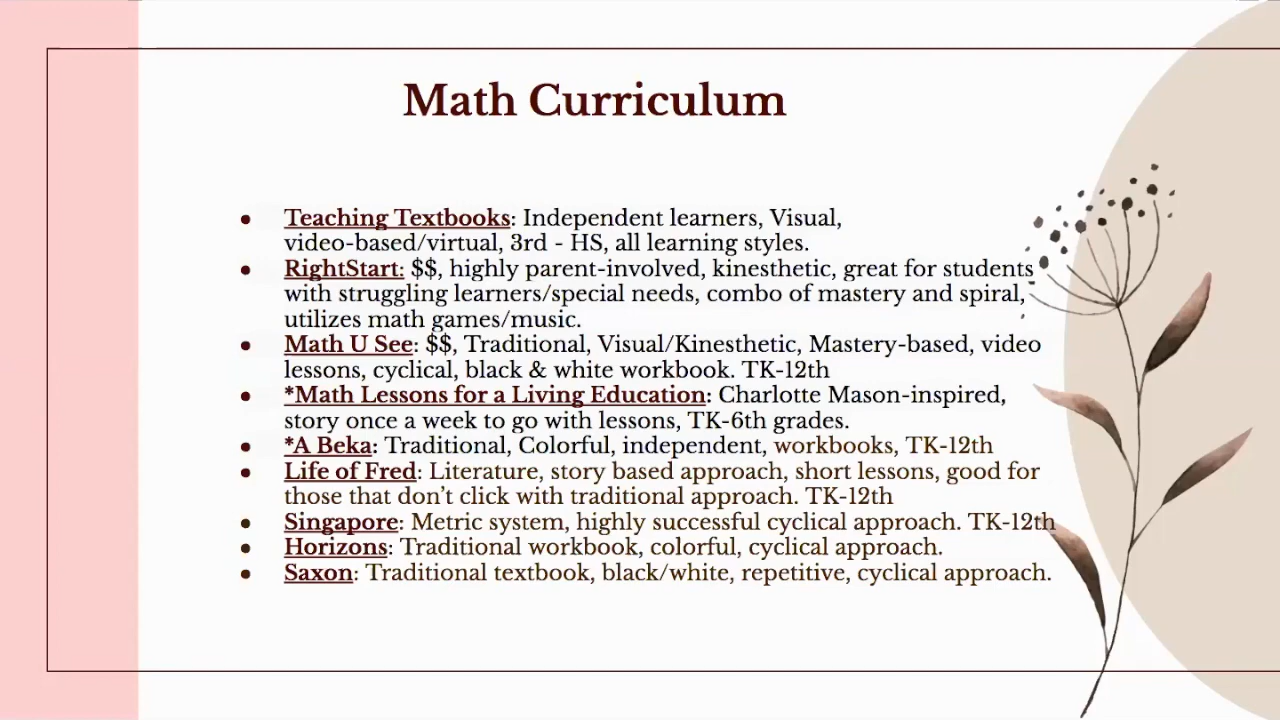 Math Curriculum
● Teaching Textbooks: Independent learners, Visual,
video-based/virtual, 3rd - HS, all learning styles.
● RightStart: $$, highly parent-involved, kinesthetic, great for students
with struggling learners/special needs, combo of mastery and spiral,
utilizes math games/music.
● Math U See: $$, Traditional, Visual/Kinesthetic, Mastery-based, video
lessons, cyclical, black & white workbook. TK-12th
● *Math Lessons for a Living Education: Charlotte Mason-inspired,
story once a week to go with lessons, TK-6th grades.
● *A Beka: Traditional, Colorful, independent, workbooks, TK-12th
● Life of Fred: Literature, story based approach, short lessons, good for
those that don’t click with traditional approach. TK-12th
● Singapore: Metric system, highly successful cyclical approach. TK-12th
● Horizons: Traditional workbook, colorful, cyclical approach.
● Saxon: Traditional textbook, black/white, repetitive, cyclical approach.